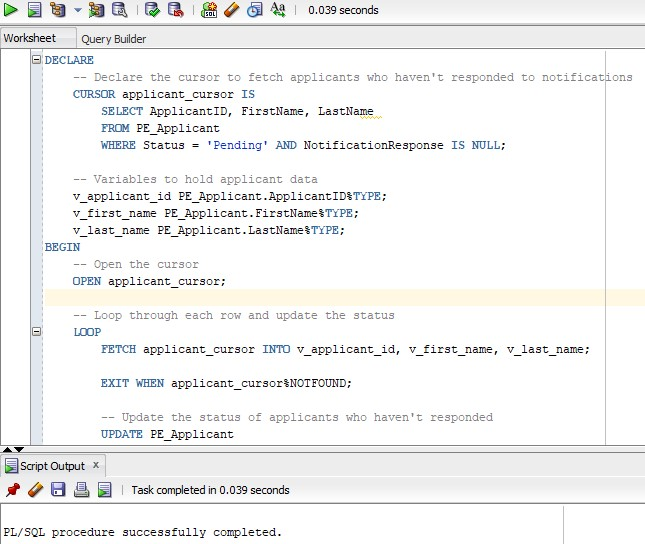 SQL
Aa
0.039 seconds
Worksheet
Query Builder
DECLARE
-- Declare the cursor to fetch applicants who haven't responded to notifications
CURSOR applicant_cursor IS
SELECT ApplicantID, FirstName, LastName
FROM PE_Applicant
WHERE Status = 'Pending' AND NotificationResponse IS NULL;
-- Variables to hold applicant data
v_applicant_id PE_Applicant.ApplicantID%TYPE;
v_first_name PE_Applicant.FirstName%TYPE;
v_last_name PE_Applicant.LastName%TYPE;
BEGIN
-- Open the cursor
OPEN applicant_cursor;
-- Loop through each row and update the status
LOOP
FETCH applicant_cursor INTO v_applicant_id, v_first_name, v_last_name;
EXIT WHEN applicant_cursor%NOTFOUND;
-- Update the status of applicants who haven't responded
UPDATE PE_Applicant
Script Output x
Task completed in 0.039 seconds
PL/SQL procedure successfully completed.